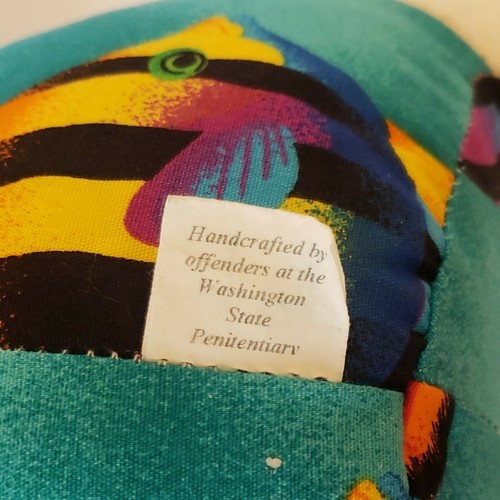 Handcrafted by
offenders at the
Washington
State
Penitentiary